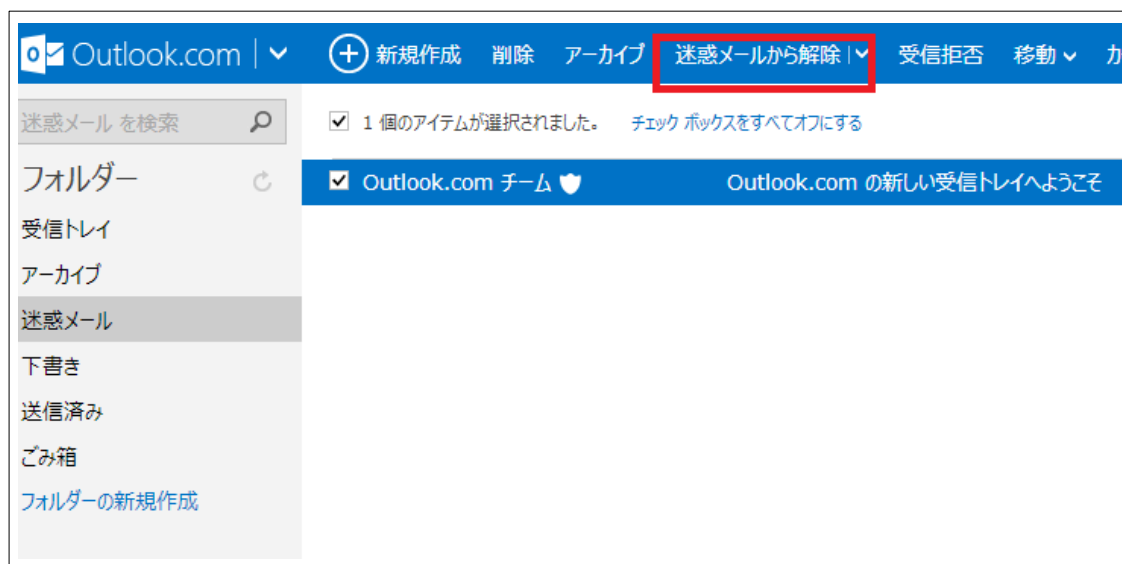 Outlook.com 新規作成 削除 アーカイブ 迷惑メールから解除 受信拒否 移動
迷惑メール を検索
1 個のアイテムが選択されました。 チェック ボックスをすべてオフにする
フォルダー
Outlook.com チーム Outlook.com の新しい受信トレイへようこそ
受信トレイ
アーカイブ
迷惑メール
下書き
送信済み
ごみ箱
フォルダーの新規作成